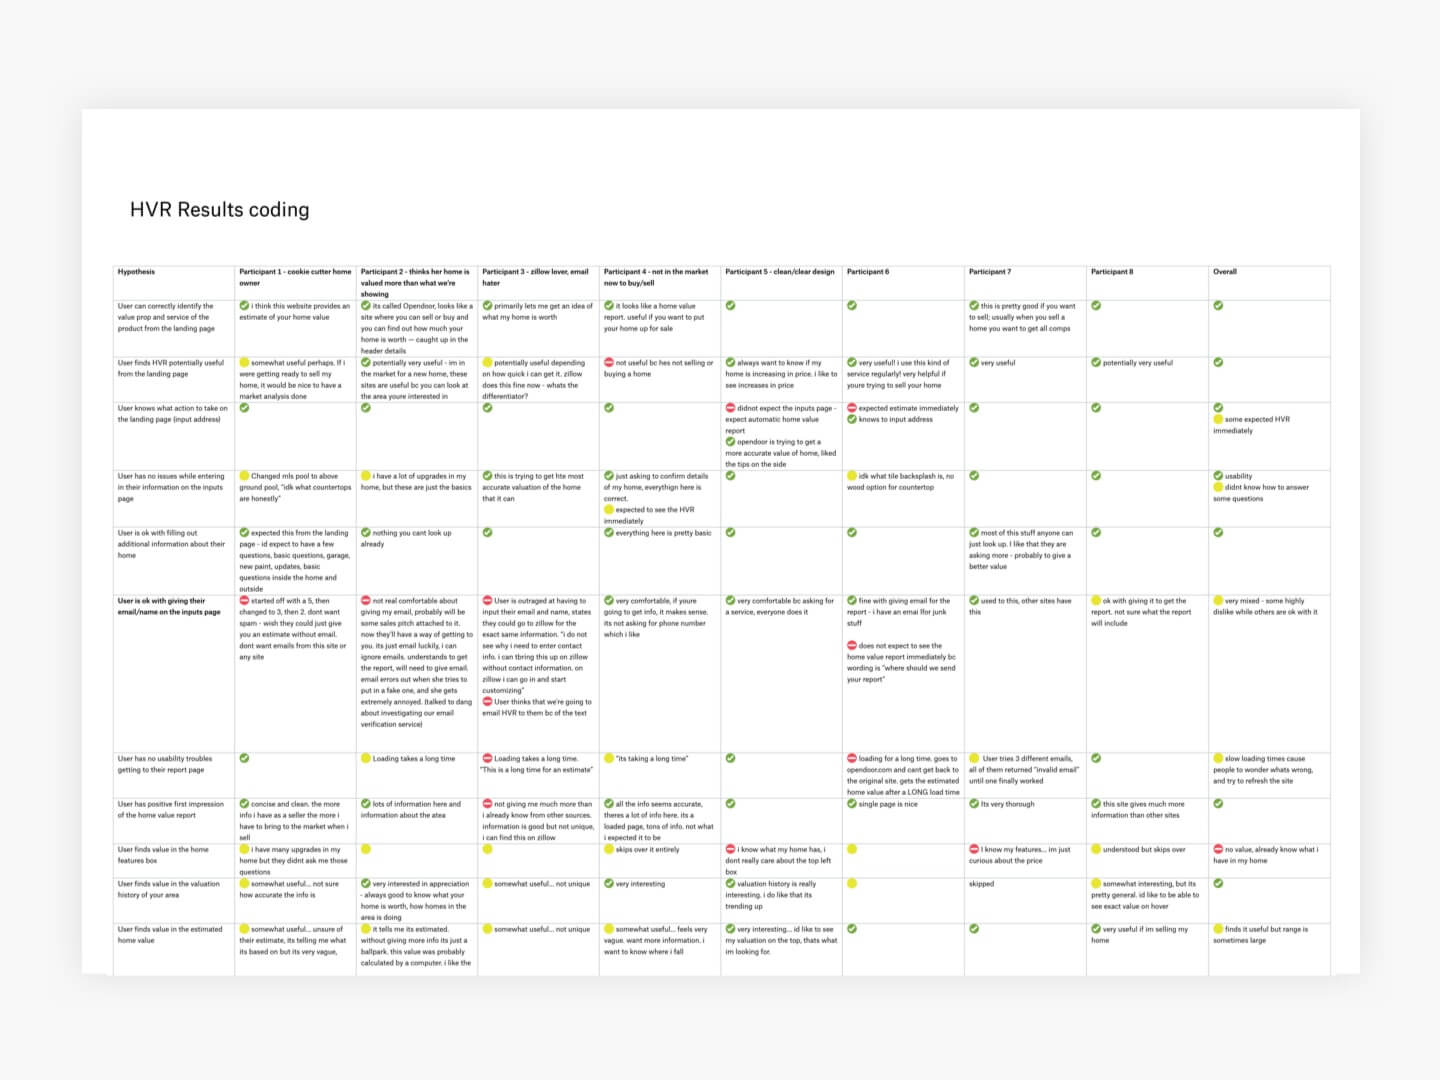 HVR Results coding
Hypothesis
Participant 1 - cookie cutter home
owner
Participant 2 - thinks her home is
valued more than what we're
showing
Participant 3 - zillow lover, email
hater
Participant 4 - not in the market
now to buy/sell
Participant 5 - clean/clear design
Participant 6
Participant 7
Participant 8
Overall
User can correctly identify the
value prop and service of the
product from the landing page
i think this website provides an
estimate of your home value
its called Opendoor, looks like a
site where you can sell or buy and
you can find out how much your
home is worth — caught up in the
header details
primarily lets me get an idea of
what my home is worth
it looks like a home value
report. useful if you want to put
your home up for sale
this is pretty good if you want
to sell; usually when you sell a
home you want to get all comps
User finds HVR potentially useful
from the landing page
somewhat useful perhaps. If i
were getting ready to sell my
home, it would be nice to have a
market analysis done
potentially very useful - im in
the market for a new home, these
sites are useful bc you can look at
the area youre interested in
potentially useful depending
on how quick i can get it. zillow
does this fine now - whats the
differentiator?
not useful bc hes not selling or
buying a home
always want to know if my
home is increasing in price. i like to
see increases in price
very useful! i use this kind of
service regularly! very helpful if
youre trying to sell your home
very useful
potentially very useful
User knows what action to take on
the landing page (input address)
didnot expect the inputs page -
expect automatic home value
report
opendoor is trying to get a
more accurate value of home, liked
the tips on the side
expected estimate immediately
knows to input address
some expected HVR
immediately
User has no issues while entering
in their information on the inputs
page
Changed mls pool to above
ground pool, "idk what countertops
are honestly"
i have a lot of upgrades in my
home, but these are just the basics
this is trying to get hte most
accurate valuation of the home
that it can
just asking to confirm details
of my home, everythign here is
correct.
expected to see the HVR
immediately
idk what tile backsplash is, no
wood option for countertop
usability
didnt know how to answer
some questions
User is ok with filling out
additional information about their
home
expected this from the landing
page - id expect to have a few
questions, basic questions, garage,
new paint, updates, basic
questions inside the home and
outside
nothing you cant look up
already
everything here is pretty basic
most of this stuff anyone can
just look up. I like that they are
asking more - probably to give a
better value
User is ok with giving their
email/name on the inputs page
started off with a 5, then
changed to 3, then 2. dont want
spam - wish they could just give
you an estimate without email.
dont want emails from this site or
any site
not real comfortable about
giving my email, probably will be
some sales pitch attached to it.
now they'll have a way of getting to
you. its just email luckily, i can
ignore emails. understands to get
the report, will need to give email.
email errors out when she tries to
put in a fake one, and she gets
extremely annoyed. (talked to dang
about investigating our email
verification service)
User is outraged at having to
input their email and name, states
they could go to zillow for the
exact same information. "i do not
see why i need to enter contact
info. i can tbring this up on zillow
without contact information. on
zillow i can go in and start
customizing"
User thinks that we're going to
email HVR to them bc of the text
very comfortable, if youre
going to get info, it makes sense.
its not asking for phone number
which i like
very comfortable bc asking for
a service, everyone does it
fine with giving email for the
report - i have an emai lfor junk
stuff
does not expect to see the
home value report immediately bc
wording is "where should we send
your report"
used to this, other sites have
this
ok with giving it to get the
report. not sure what the report
will include
very mixed - some highly
dislike while others are ok with it
User has no usability troubles
getting to their report page
Loading takes a long time
Loading takes a long time.
"This is a long time for an estimate"
"its taking a long time"
loading for a long time. goes to
opendoor.com and cant get back to
the original site. gets the estimated
home value after a LONG load time
User tries 3 different emails,
all of them returned "invalid email"
until one finally worked
slow loading times cause
people to wonder whats wrong,
and try to refresh the site
User has positive first impression
of the home value report
concise and clean. the more
info i have as a seller the more i
have to bring to the market when i
sell
lots of information here and
information about the atea
not giving me much more than
i already know from other sources.
information is good but not unique,
i can find this on zillow
all the info seems accurate,
theres a lot of info here. its a
loaded page, tons of info. not what
i expected it to be
single page is nice
Its very thorough
this site gives much more
information than other sites
User finds value in the home
features box
I have many upgrades in my
home but they didnt ask me those
questions
skips over it entirely
i know what my home has, i
dont really care about the top left
box
I know my features... im just
curious about the price
understood but skips over
no value, already know what i
have in my home
User finds value in the valuation
history of your area
somewhat useful... not sure
how accurate the info is
very interested in appreciation
- always good to know what your
home is worth, how homes in the
area is doing
somewhat useful... not unique
very interesting
valuation history is really
interesting. i do like that its
trending up
skipped
somewhat interesting, but its
pretty general. id like to be able to
see exact value on hover
User finds value in the estimated
home value
somewhat useful... unsure of
their estimate, its telling me what
its based on but its very vague,
it tells me its estimated.
without giving more info its just a
ballpark. this value was probably
calculated by a computer. i like the
somewhat useful... not unique
somewhat useful... feels very
vague. want more information. i
want to know where i fall
very interesting... id like to see
my valuation on the top, thats what
im looking for.
very useful if im selling my
home
finds it useful but range is
sometimes large